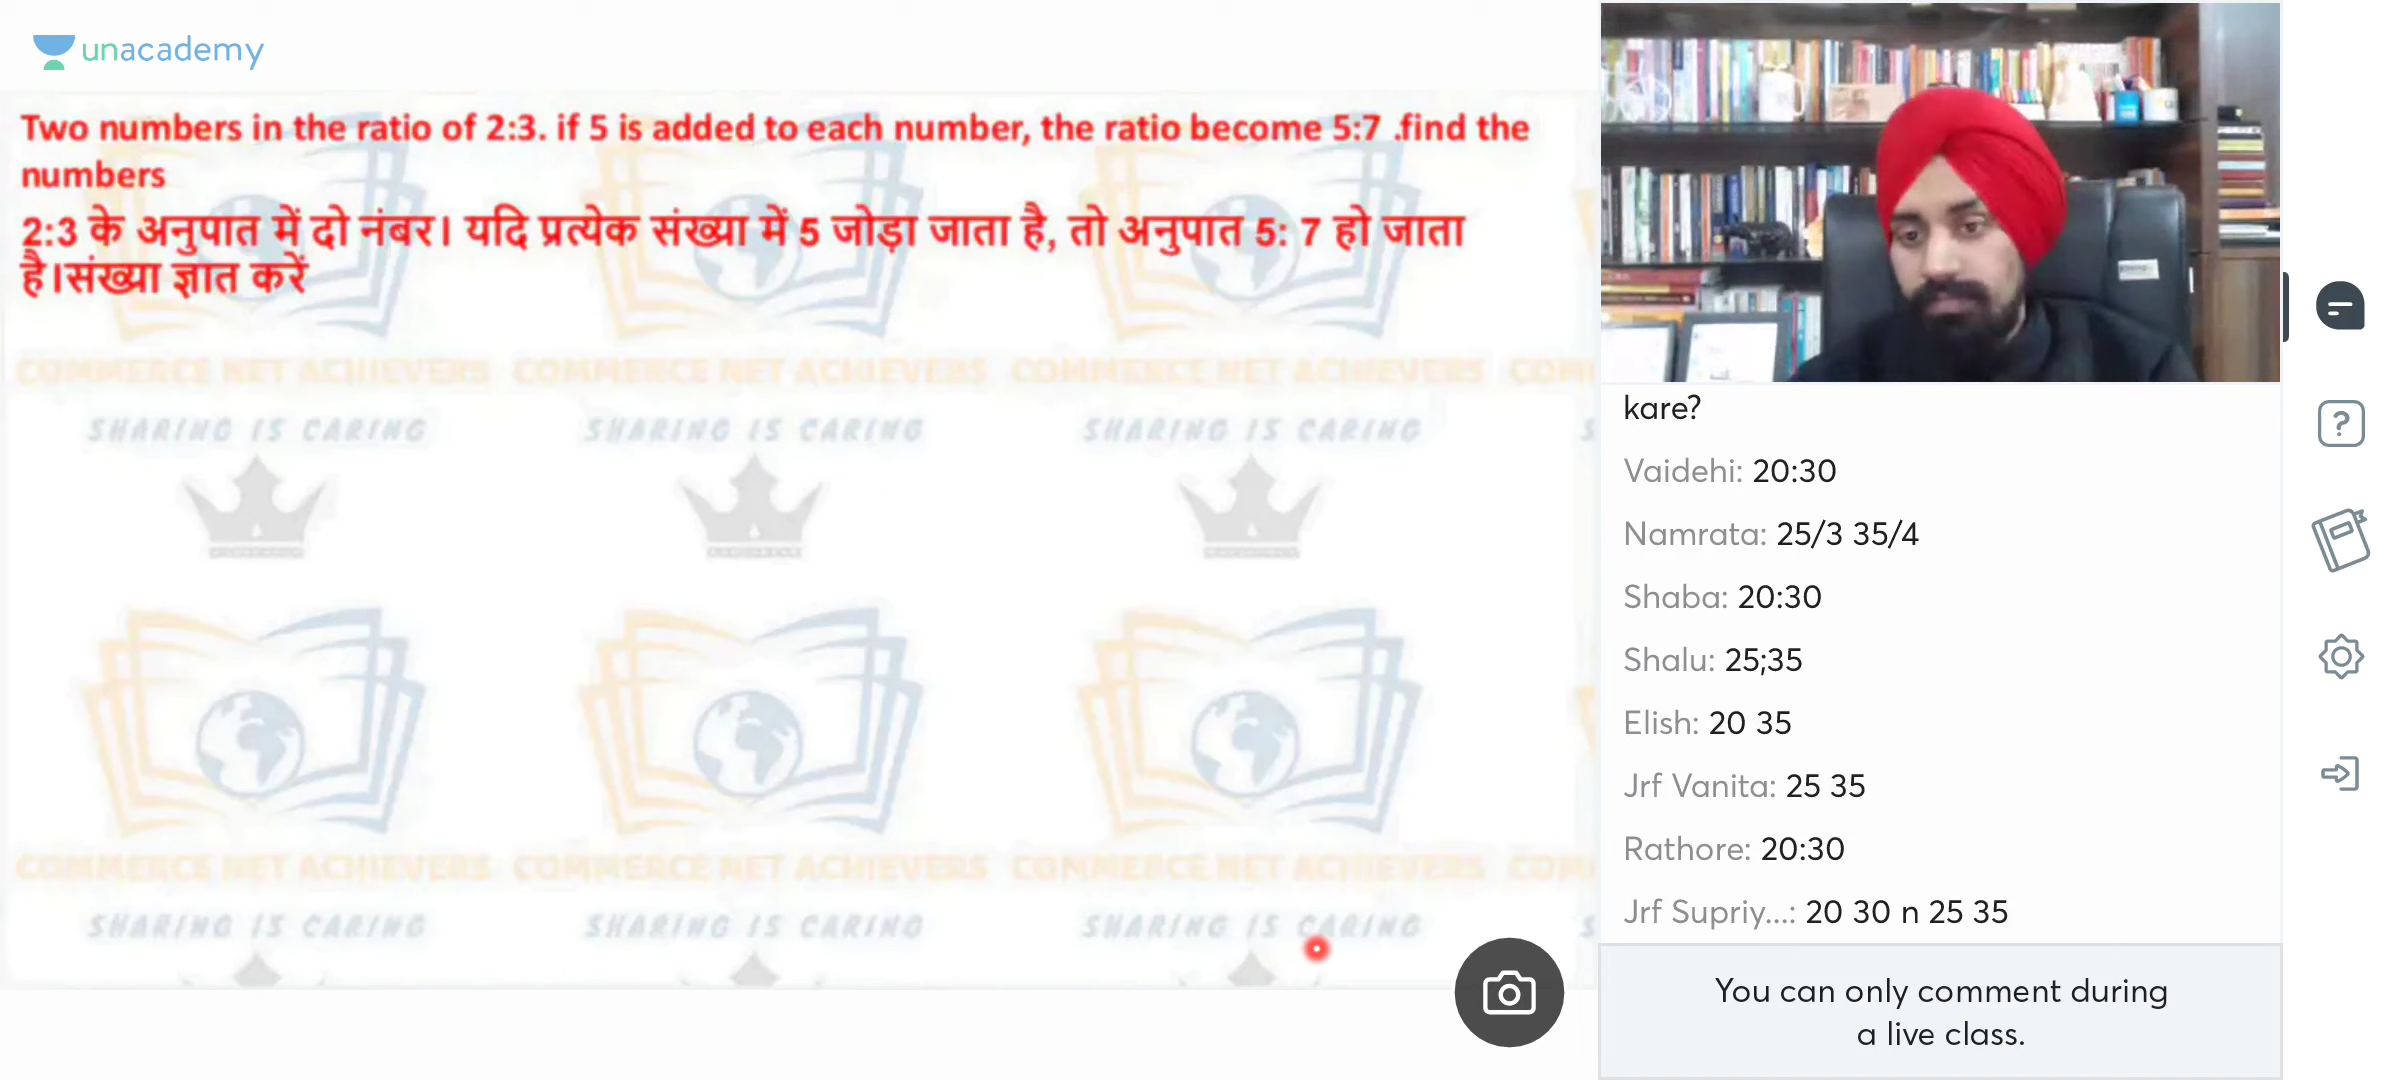 unacademy
Two numbers in the ratio of 2:3. if 5 is added to each number, the ratio become 5:7 .find the
numbers
2:3 के अनुपात में दो नंबर। यदि प्रत्येक संख्या में 5 जोड़ा जाता है, तो अनुपात 5: 7 हो जाता
है।संख्या ज्ञात करें
COMMERCE NET ACHIEVERS COMMERCE NET ACHIEVERS COMMERCE NET ACHIEVERS COM
SHARING IS CARING SHARING IS CARING SHARING IS CARING S
COMMERCE NET ACHIEVERS COMMERCE NET ACHIEVERS COMMERCE NET ACHIEVERS COM
SHARING IS CARING SHARING IS CARING SHARING IS CARING S
kare?
Vaidehi: 20:30
Namrata: 25/3 35/4
Shaba: 20:30
Shalu: 25;35
Elish: 20 35
Jrf Vanita: 25 35
Rathore: 20:30
Jrf Supriy...: 20 30 n 25 35
You can only comment during
a live class.